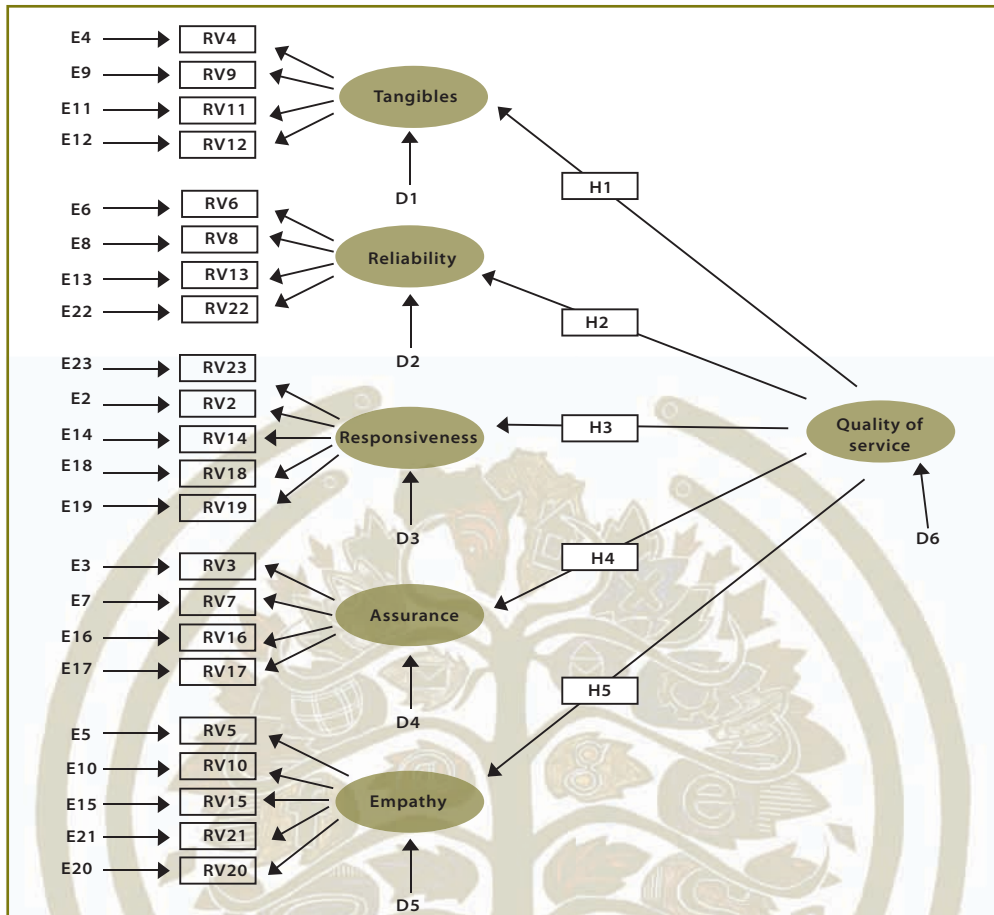 E4 RV4
E9 RV9
E11 RV11
E12 RV12
Tangibles
D1
H1
E6 RV6
E8 RV8
E13 RV13
E22 RV22
Reliability
D2
H2
E23 RV23
E2 RV2
E14 RV14
E18 RV18
E19 RV19
Responsiveness
D3
H3
Quality of
service
D6
E3 RV3
E7 RV7
E16 RV16
E17 RV17
Assurance
D4
H4
E5 RV5
E10 RV10
E15 RV15
E21 RV21
E20 RV20
Empathy
D5
H5